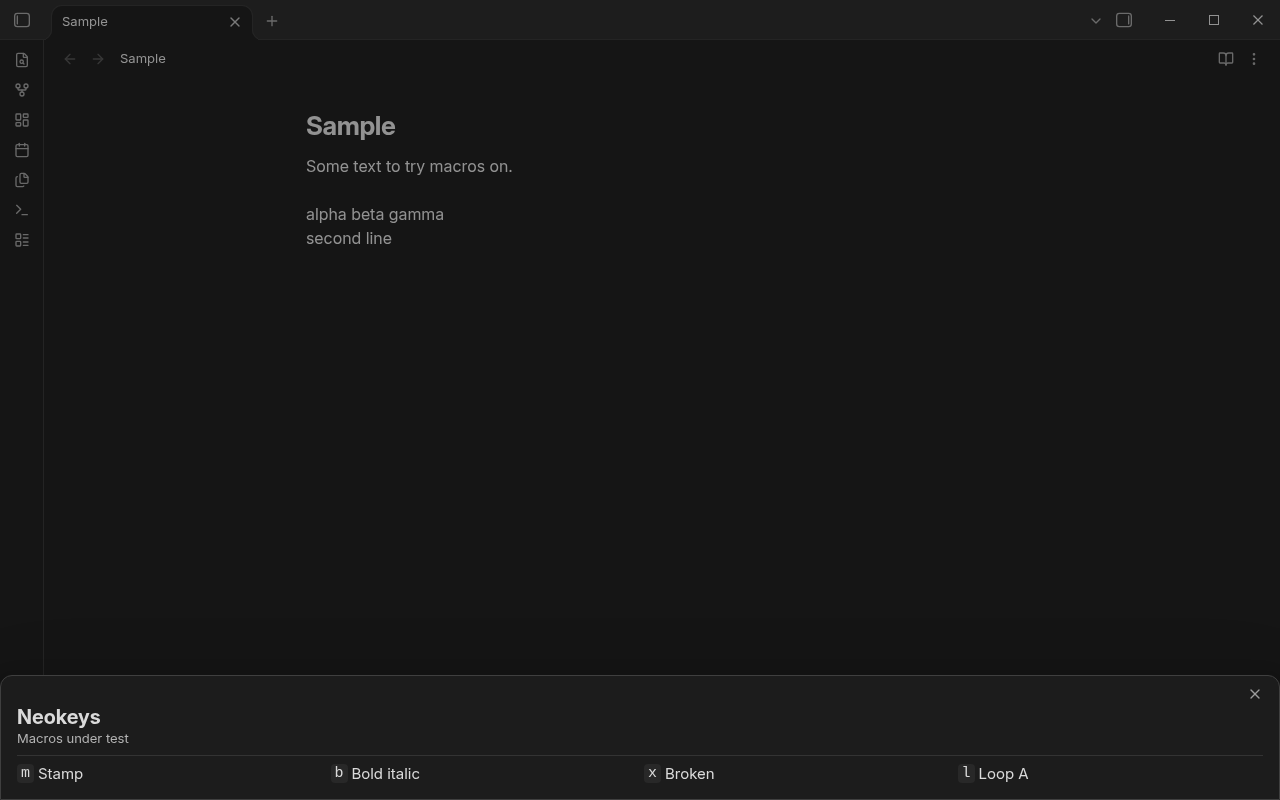 Sample
Sample
Sample
Some text to try macros on.
alpha beta gamma
second line
Neokeys
Macros under test
m Stamp
b Bold italic
x Broken
l Loop A